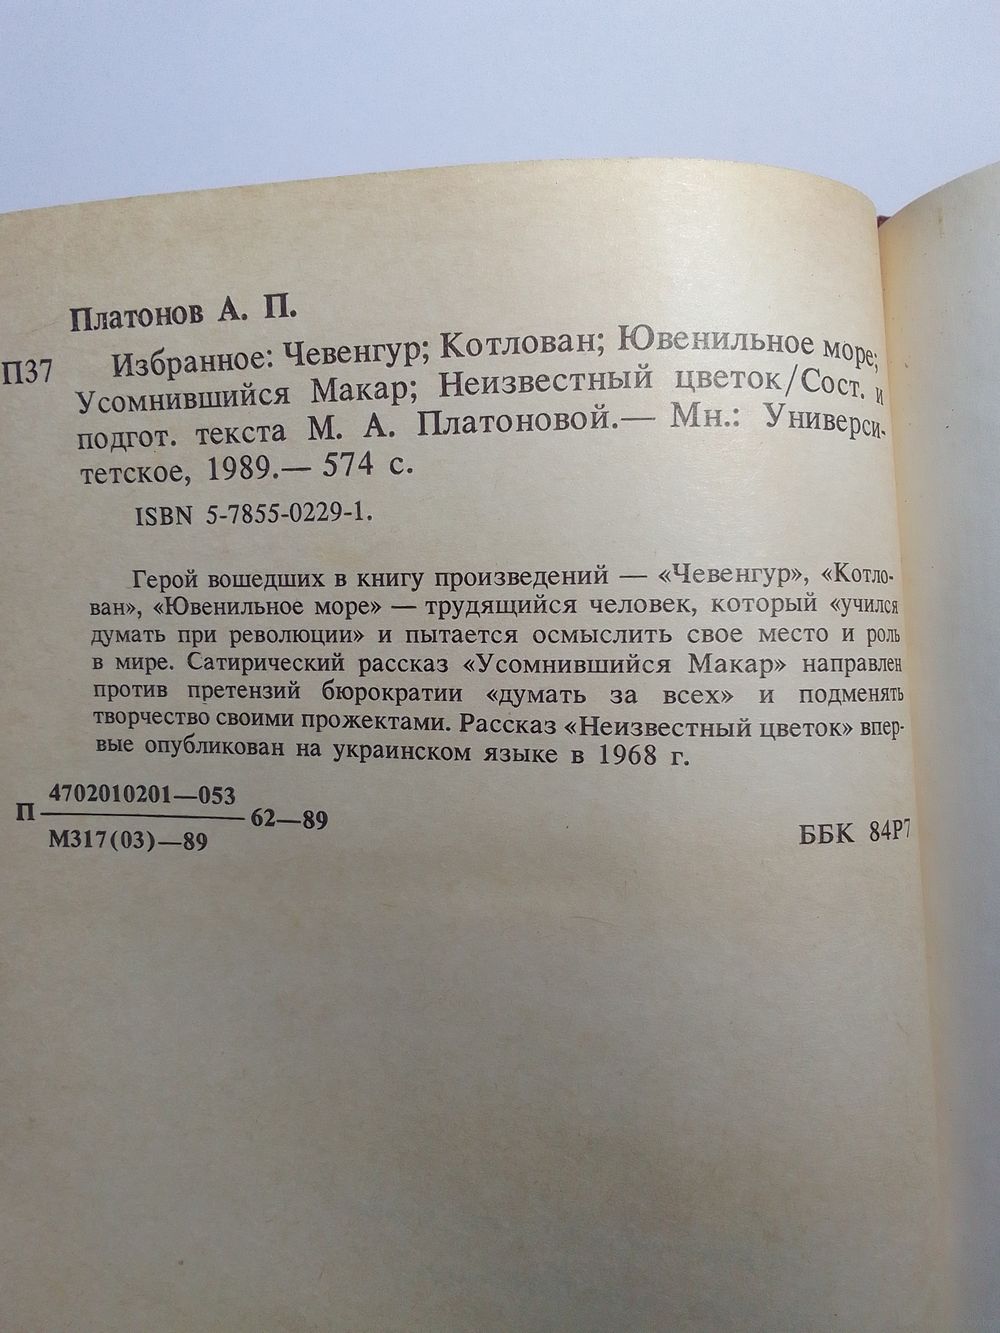 Платонов А. П.
П37 Избранное: Чевенгур; Котлован; Ювенильное море;
Усомнившийся Макар; Неизвестный цветок/Сост. и
подгот. текста М. А. Платоновой.— Мн.: Универси-
тетское, 1989.— 574 с.
ISBN 5-7855-0229-1.
Герой вошедших в книгу произведений — «Чевенгур», «Котло-
ван», «Ювенильное море» — трудящийся человек, который «учился
думать при революции» и пытается осмыслить свое место и роль
в мире. Сатирический рассказ «Усомнившийся Макар» направлен
против претензий бюрократии «думать за всех» и подменять
творчество своими прожектами. Рассказ «Неизвестный цветок» впер-
вые опубликован на украинском языке в 1968 г.
4702010201—053
П 62—89
М317(03)—89
ББК 84Р7